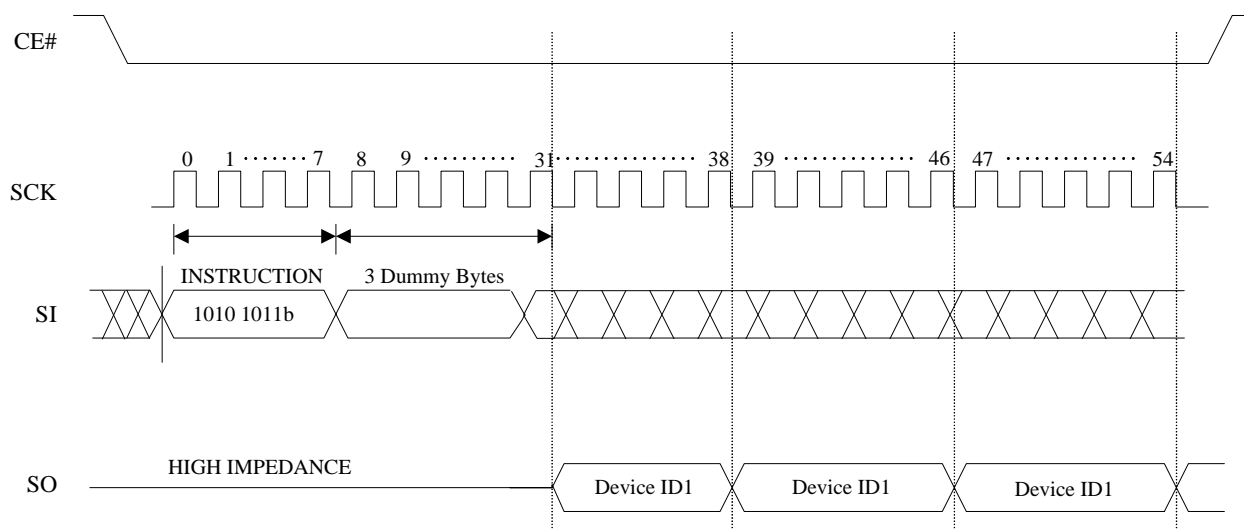 CE#
0 1 ······· 7 8 9 ·········· 31 ·············· 38 39 ·············· 46 47 ············· 54
SCK
INSTRUCTION 3 Dummy Bytes
SI 1010 1011b
HIGH IMPEDANCE
SO Device ID1 Device ID1 Device ID1